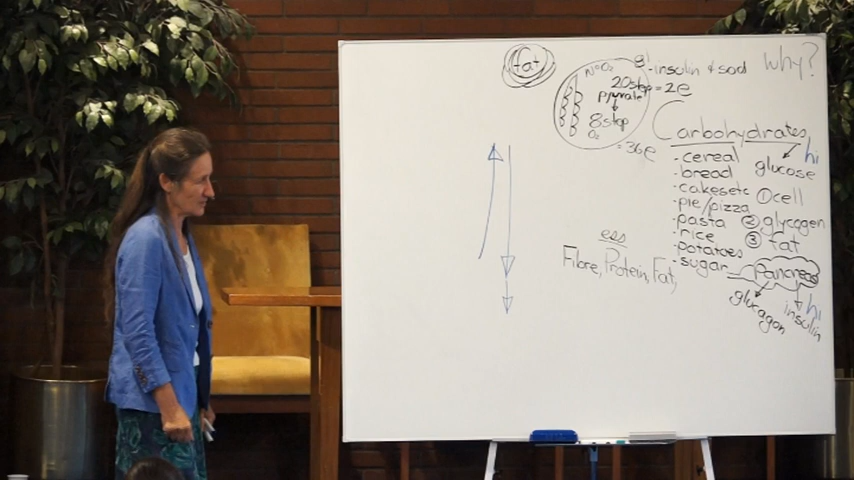 fat
N°O₂
20step = 2e
pyruvate
8step
O₂
= 36e
insulin & sod
Why?
Carbohydrates
hi
glucose
· cereal
· bread
· cakes etc
· pie/pizza
· pasta
· rice
· potatoes
· sugar
① cell
② glycogen
③ fat
pancreas
glucagon
hi
insulin
ess
Fibre, Protein, Fat,